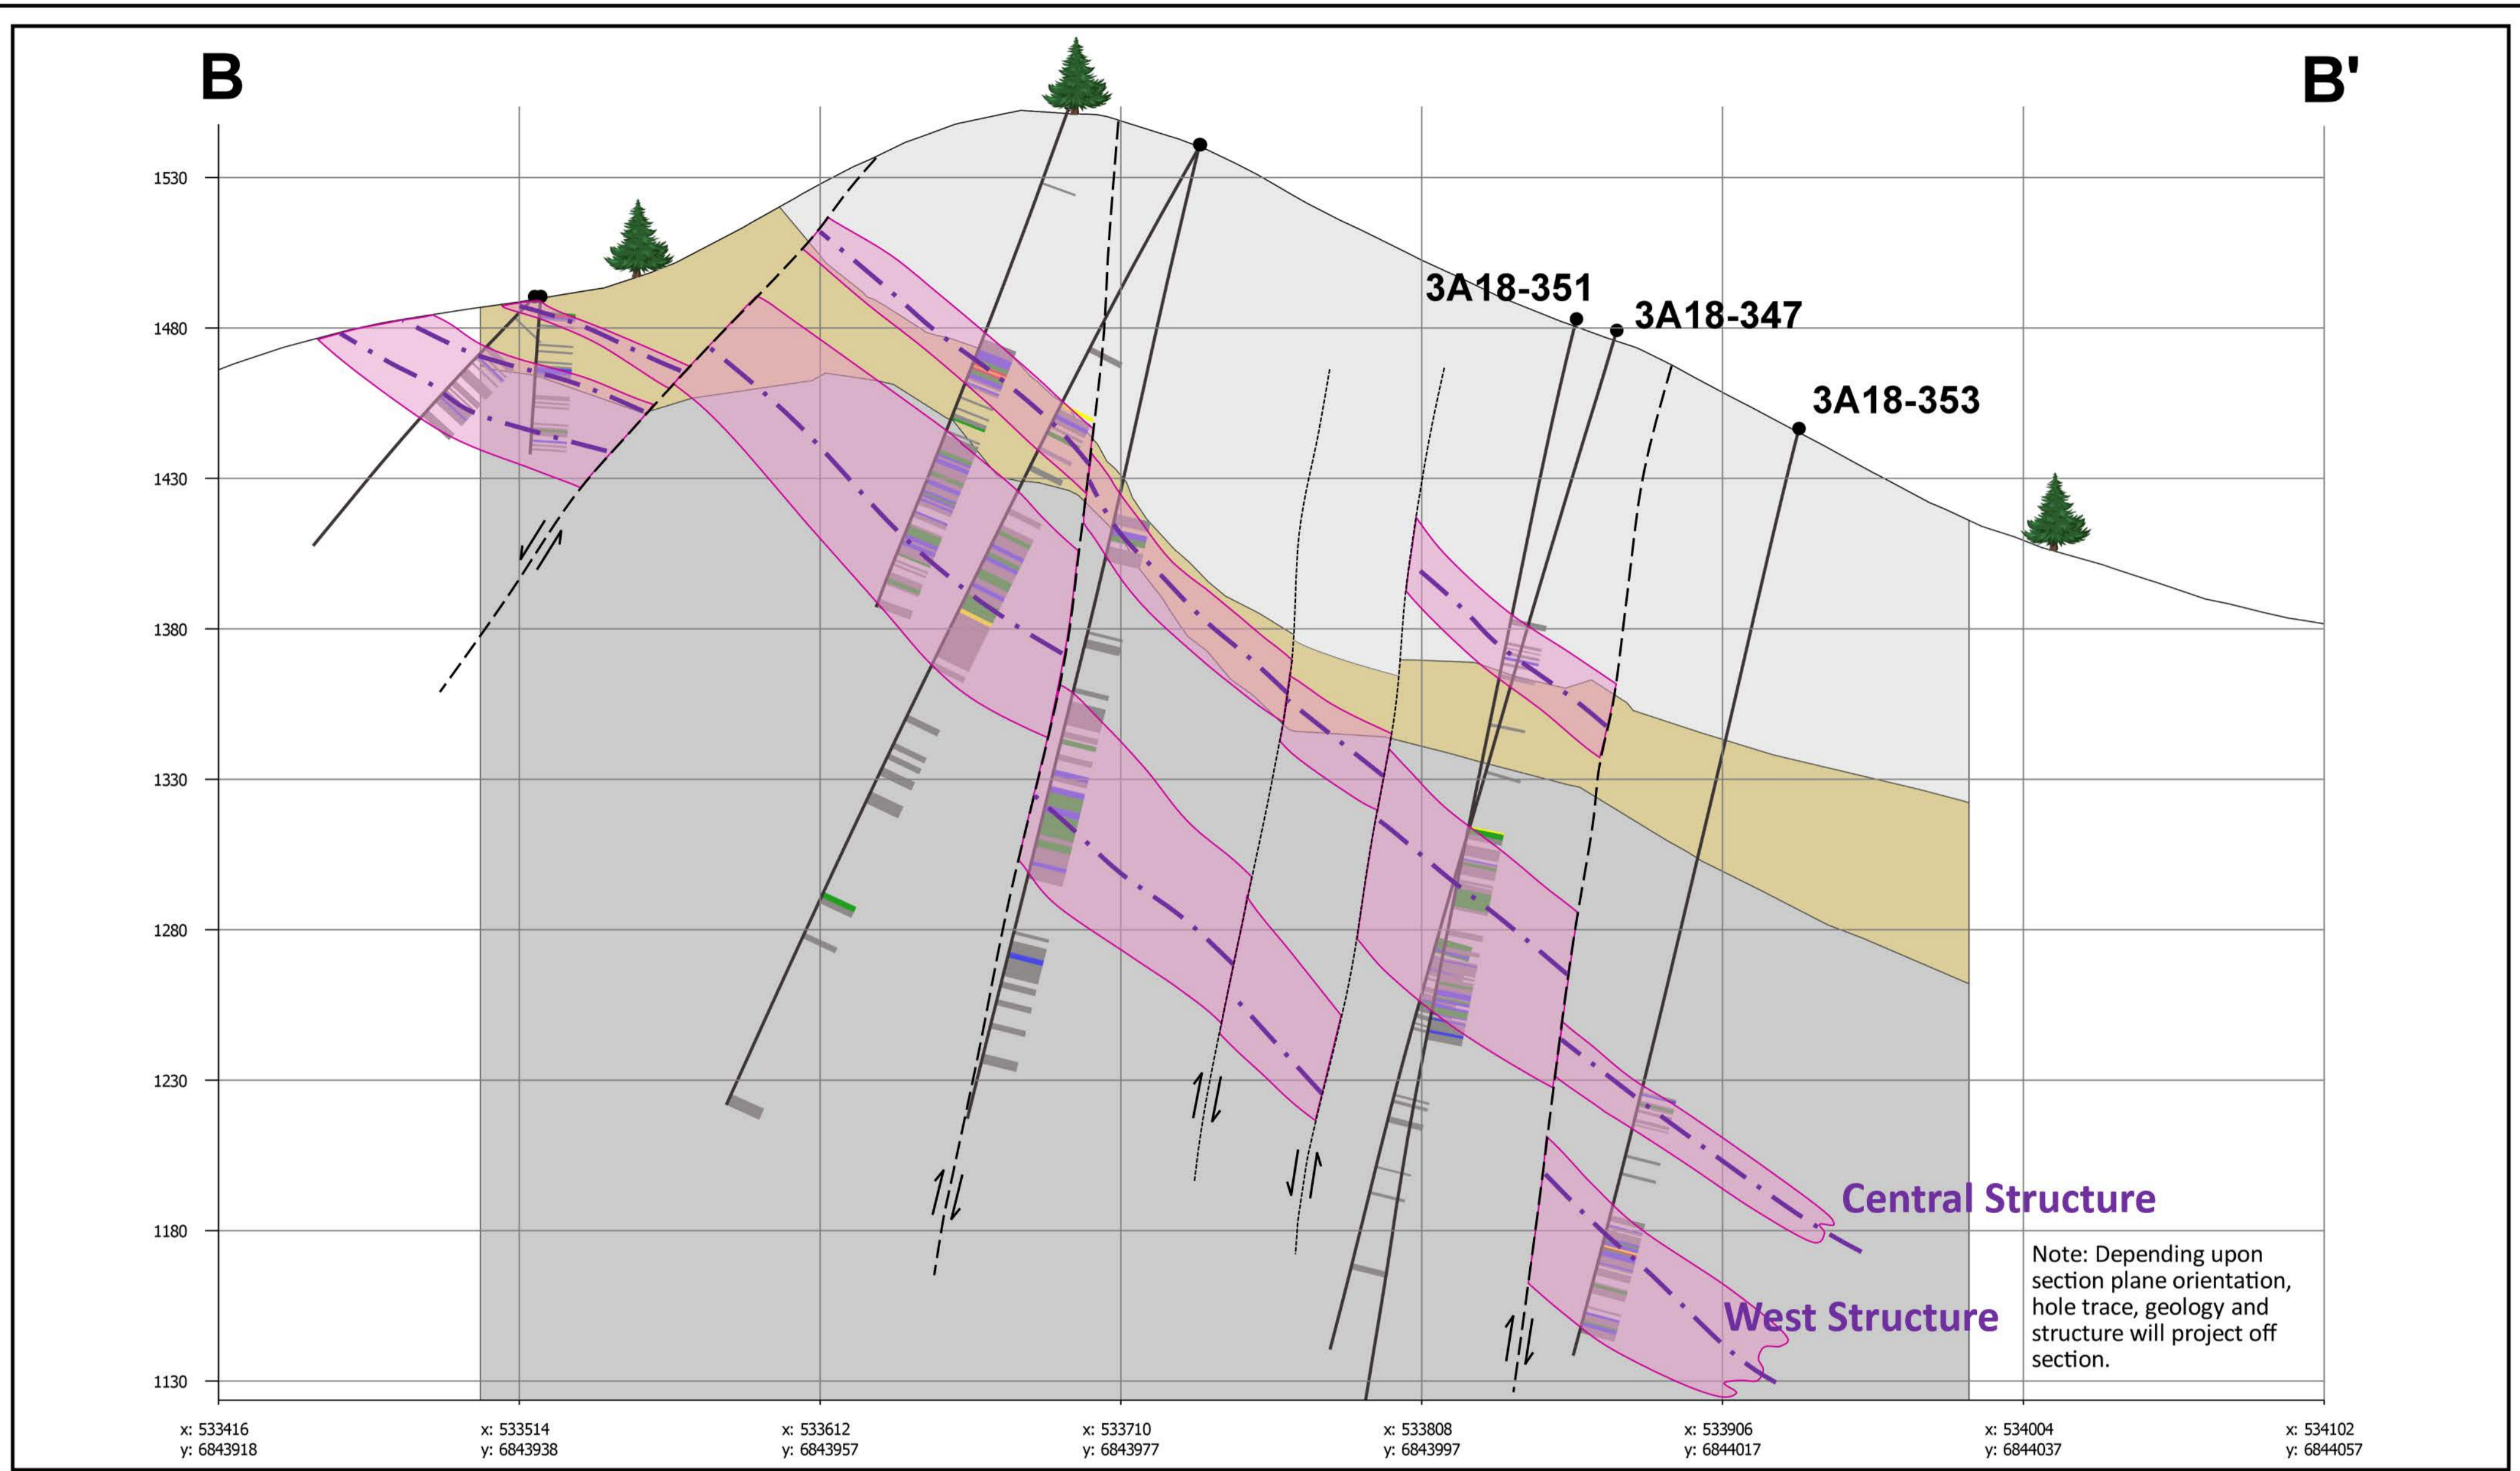 B
B'
1530
1480
1430
1380
1330
1280
1230
1180
1130
3A18-351
3A18-347
3A18-353
Central Structure
West Structure
Note: Depending upon
section plane orientation,
hole trace, geology and
structure will project off
section.
x: 533416
y: 6843918
x: 533514
y: 6843938
x: 533612
y: 6843957
x: 533710
y: 6843977
x: 533808
y: 6843997
x: 533906
y: 6844017
x: 534004
y: 6844037
x: 534102
y: 6844057